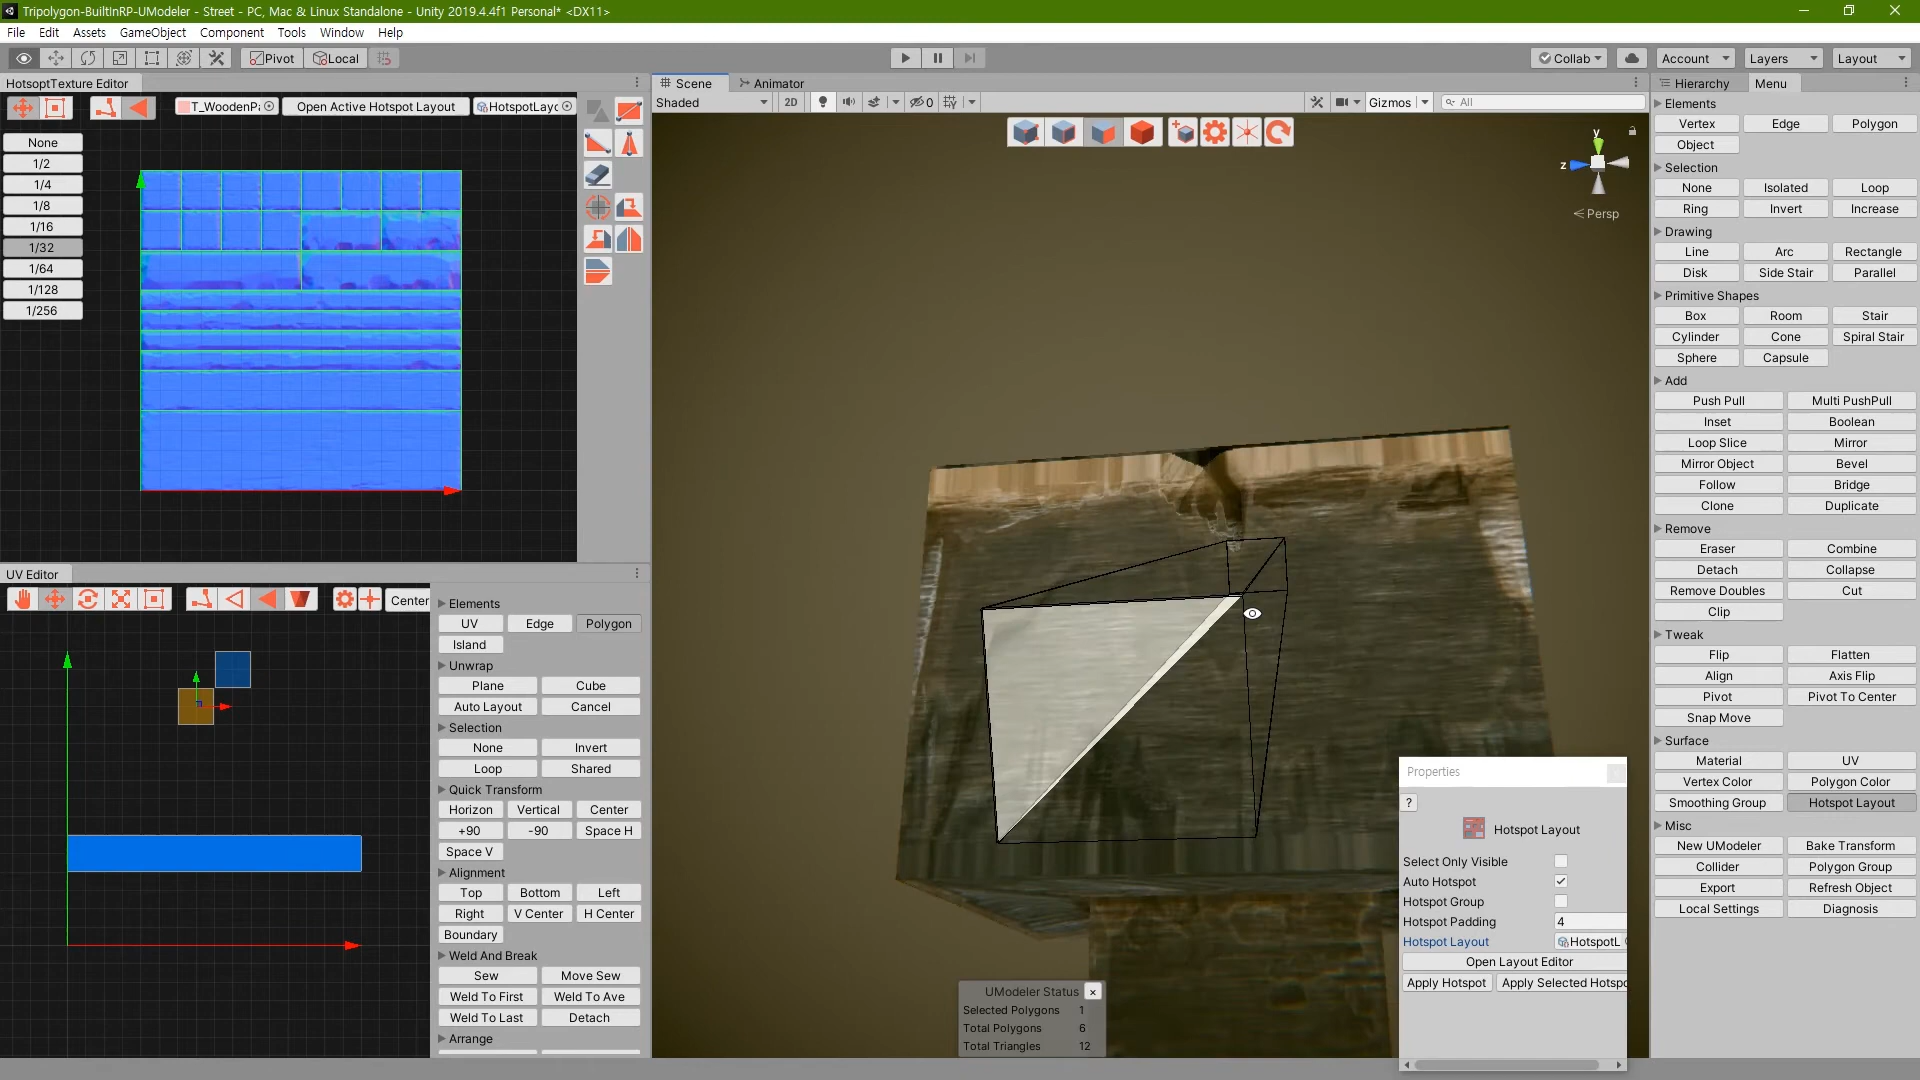 Tripolygon-BuiltInRP-UModeler - Street - PC, Mac & Linux Standalone - Unity 2019.4.4f1 Personal* <DX11>
File Edit Assets GameObject Component Tools Window Help
Pivot Local Collab Account Layers Layout
HotsoptTexture Editor
T_WoodenP Open Active Hotspot Layout HotspotLayo
None
1/2
1/4
1/8
1/16
1/32
1/64
1/128
1/256
UV Editor
Center
Elements
UV Edge Polygon
Island
Unwrap
Plane Cube
Auto Layout Cancel
Selection
None Invert
Loop Shared
Quick Transform
Horizon Vertical Center
+90 -90 Space H
Space V
Alignment
Top Bottom Left
Right V Center H Center
Boundary
Weld And Break
Sew Move Sew
Weld To First Weld To Ave
Weld To Last Detach
Arrange
Scene Animator
Shaded 2D 0 Gizmos All
y
z
Persp
UModeler Status
Selected Polygons 1
Total Polygons 6
Total Triangles 12
Properties
?
Hotspot Layout
Select Only Visible
Auto Hotspot
Hotspot Group
Hotspot Padding 4
Hotspot Layout HotspotL
Open Layout Editor
Apply Hotspot Apply Selected Hotspo
Hierarchy Menu
Elements
Vertex Edge Polygon
Object
Selection
None Isolated Loop
Ring Invert Increase
Drawing
Line Arc Rectangle
Disk Side Stair Parallel
Primitive Shapes
Box Room Stair
Cylinder Cone Spiral Stair
Sphere Capsule
Add
Push Pull Multi PushPull
Inset Boolean
Loop Slice Mirror
Mirror Object Bevel
Follow Bridge
Clone Duplicate
Remove
Eraser Combine
Detach Collapse
Remove Doubles Cut
Clip
Tweak
Flip Flatten
Align Axis Flip
Pivot Pivot To Center
Snap Move
Surface
Material UV
Vertex Color Polygon Color
Smoothing Group Hotspot Layout
Misc
New UModeler Bake Transform
Collider Polygon Group
Export Refresh Object
Local Settings Diagnosis